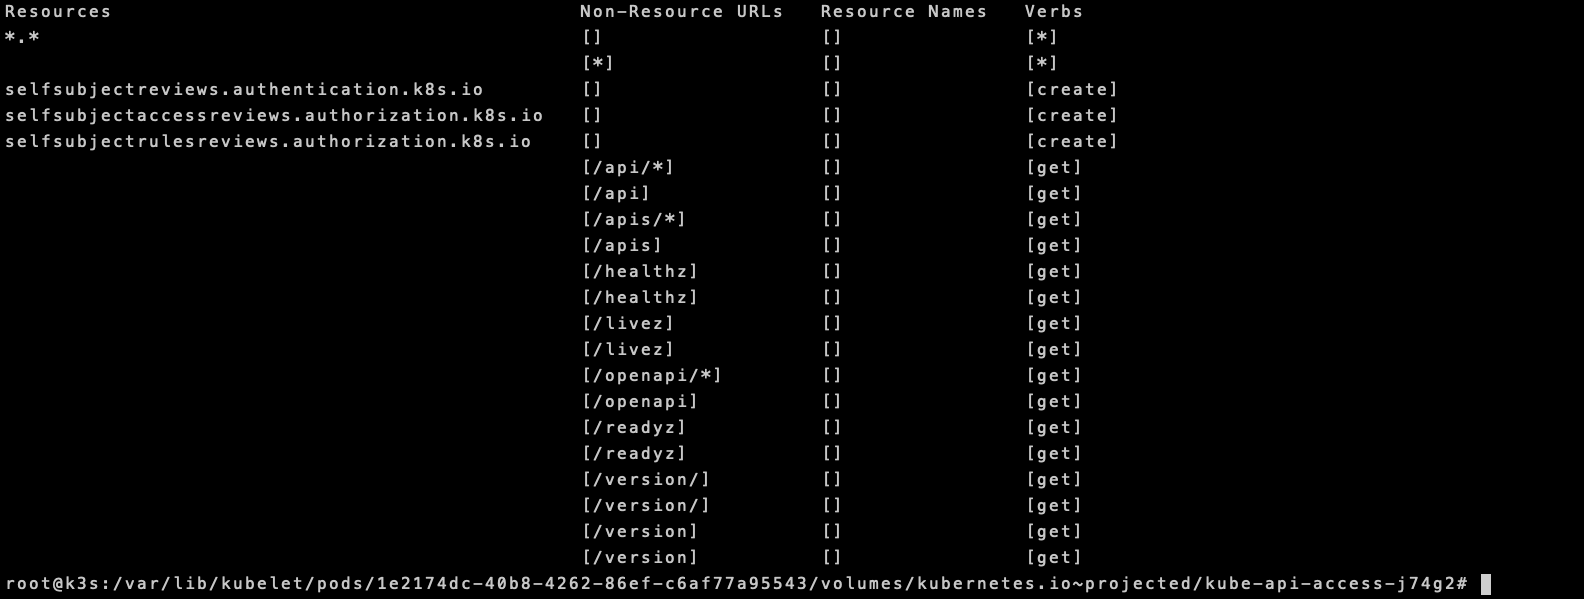 Resources Non-Resource URLs Resource Names Verbs
*.* [] [] [*]
[*] [] [*]
selfsubjectreviews.authentication.k8s.io [] [] [create]
selfsubjectaccessreviews.authorization.k8s.io [] [] [create]
selfsubjectrulesreviews.authorization.k8s.io [] [] [create]
[/api/*] [] [get]
[/api] [] [get]
[/apis/*] [] [get]
[/apis] [] [get]
[/healthz] [] [get]
[/healthz] [] [get]
[/livez] [] [get]
[/livez] [] [get]
[/openapi/*] [] [get]
[/openapi] [] [get]
[/readyz] [] [get]
[/readyz] [] [get]
[/version/] [] [get]
[/version/] [] [get]
[/version] [] [get]
[/version] [] [get]
root@k3s:/var/lib/kubelet/pods/1e2174dc-40b8-4262-86ef-c6af77a95543/volumes/kubernetes.io~projected/kube-api-access-j74g2#